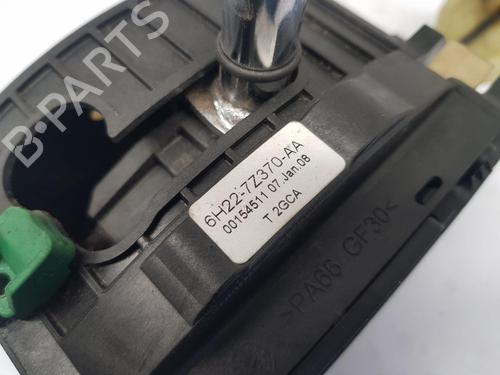 B-PARTS
6H22-7Z370-AA
00154511 07.Jan.08
T 2GCA
>PA66 GF30<